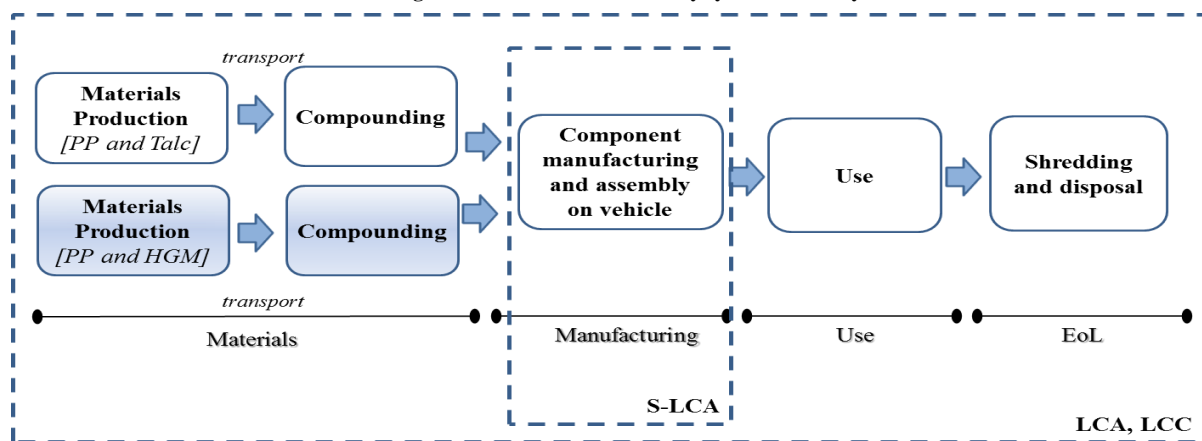 transport
Materials
Production
[PP and Talc]
Compounding
Materials
Production
[PP and HGM]
Compounding
transport
Component
manufacturing
and assembly
on vehicle
Use
Shredding
and disposal
Materials
Manufacturing
Use
EoL
S-LCA
LCA, LCC